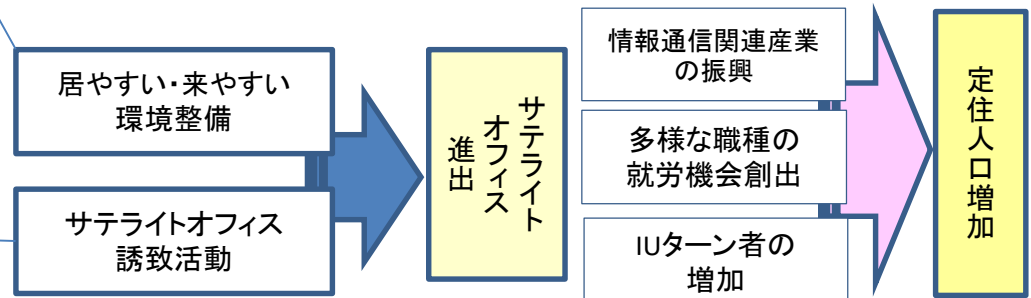 居やすい・来やすい
環境整備
サテライトオフィス
誘致活動
サテライト
オフィス
進出
情報通信関連産業
の振興
多様な職種の
就労機会創出
IUターン者の
増加
定住人口増加